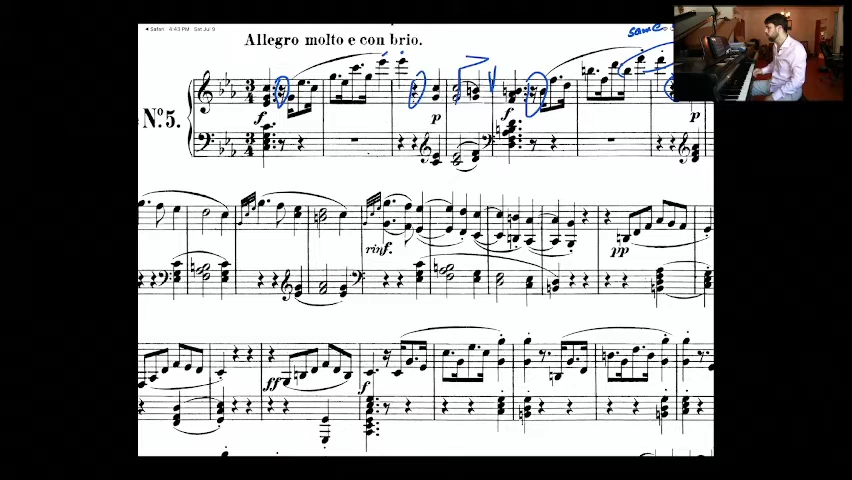 Safari 4:43 PM Sat Jul 9
Allegro molto e con brio.
same
Nº 5.
f p f p
rinf. pp
ff f